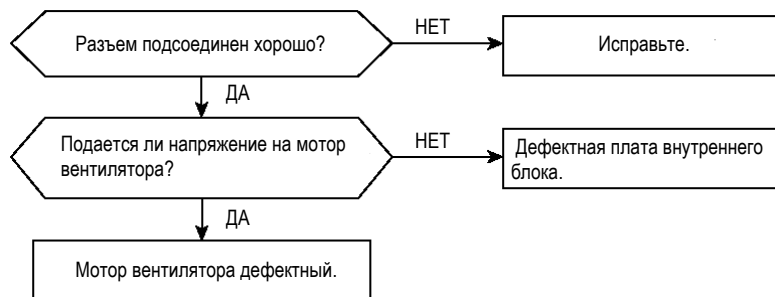 Разъем подсоединен хорошо?
НЕТ
Исправьте.
ДА
Подается ли напряжение на мотор
вентилятора?
НЕТ
Дефектная плата внутреннего
блока.
ДА
Мотор вентилятора дефектный.